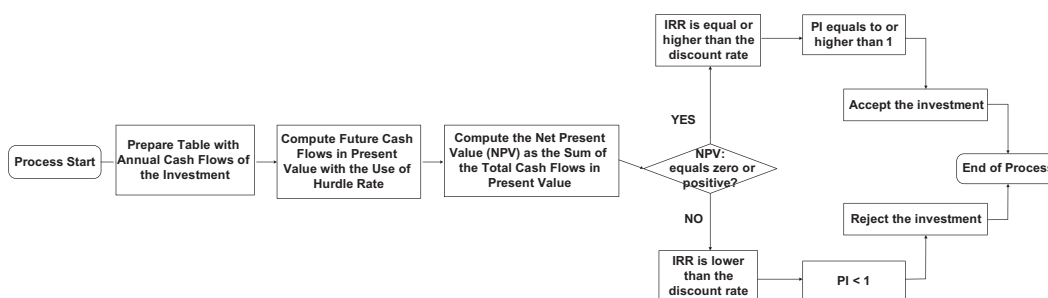 Process Start
Prepare Table with
Annual Cash Flows of
the Investment
Compute Future Cash
Flows in Present
Value with the Use of
Hurdle Rate
Compute the Net Present
Value (NPV) as the Sum of
the Total Cash Flows in
Present Value
NPV:
equals zero or
positive?
YES
IRR is equal or
higher than the
discount rate
PI equals to or
higher than 1
Accept the investment
NO
IRR is lower
than the
discount rate
PI < 1
Reject the investment
End of Process